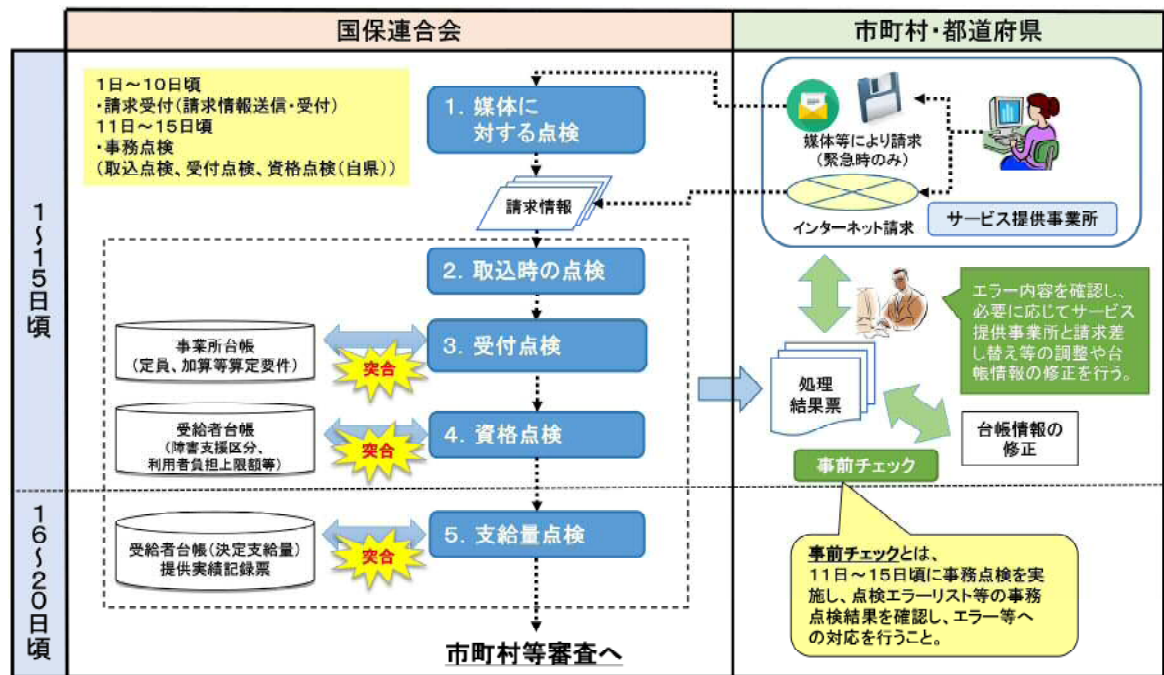 国保連合会
市町村・都道府県
1～15日頃
1日～10日頃
・請求受付（請求情報送信・受付）
11日～15日頃
・事務点検
（取込点検、受付点検、資格点検（自県））
1. 媒体に
対する点検
請求情報
2. 取込時の点検
3. 受付点検
4. 資格点検
事業所台帳
（定員、加算等算定要件）
突合
受給者台帳
（障害支援区分、
利用者負担上限額等）
突合
媒体等により請求
（緊急時のみ）
インターネット請求
サービス提供事業所
エラー内容を確認し、
必要に応じてサービス
提供事業所と請求差
し替え等の調整や台
帳情報の修正を行う。
処理
結果票
台帳情報の
修正
事前チェック
16～20日頃
受給者台帳（決定支給量）
提供実績記録票
突合
5. 支給量点検
市町村等審査へ
事前チェックとは、
11日～15日頃に事務点検を実
施し、点検エラーリスト等の事務
点検結果を確認し、エラー等へ
の対応を行うこと。